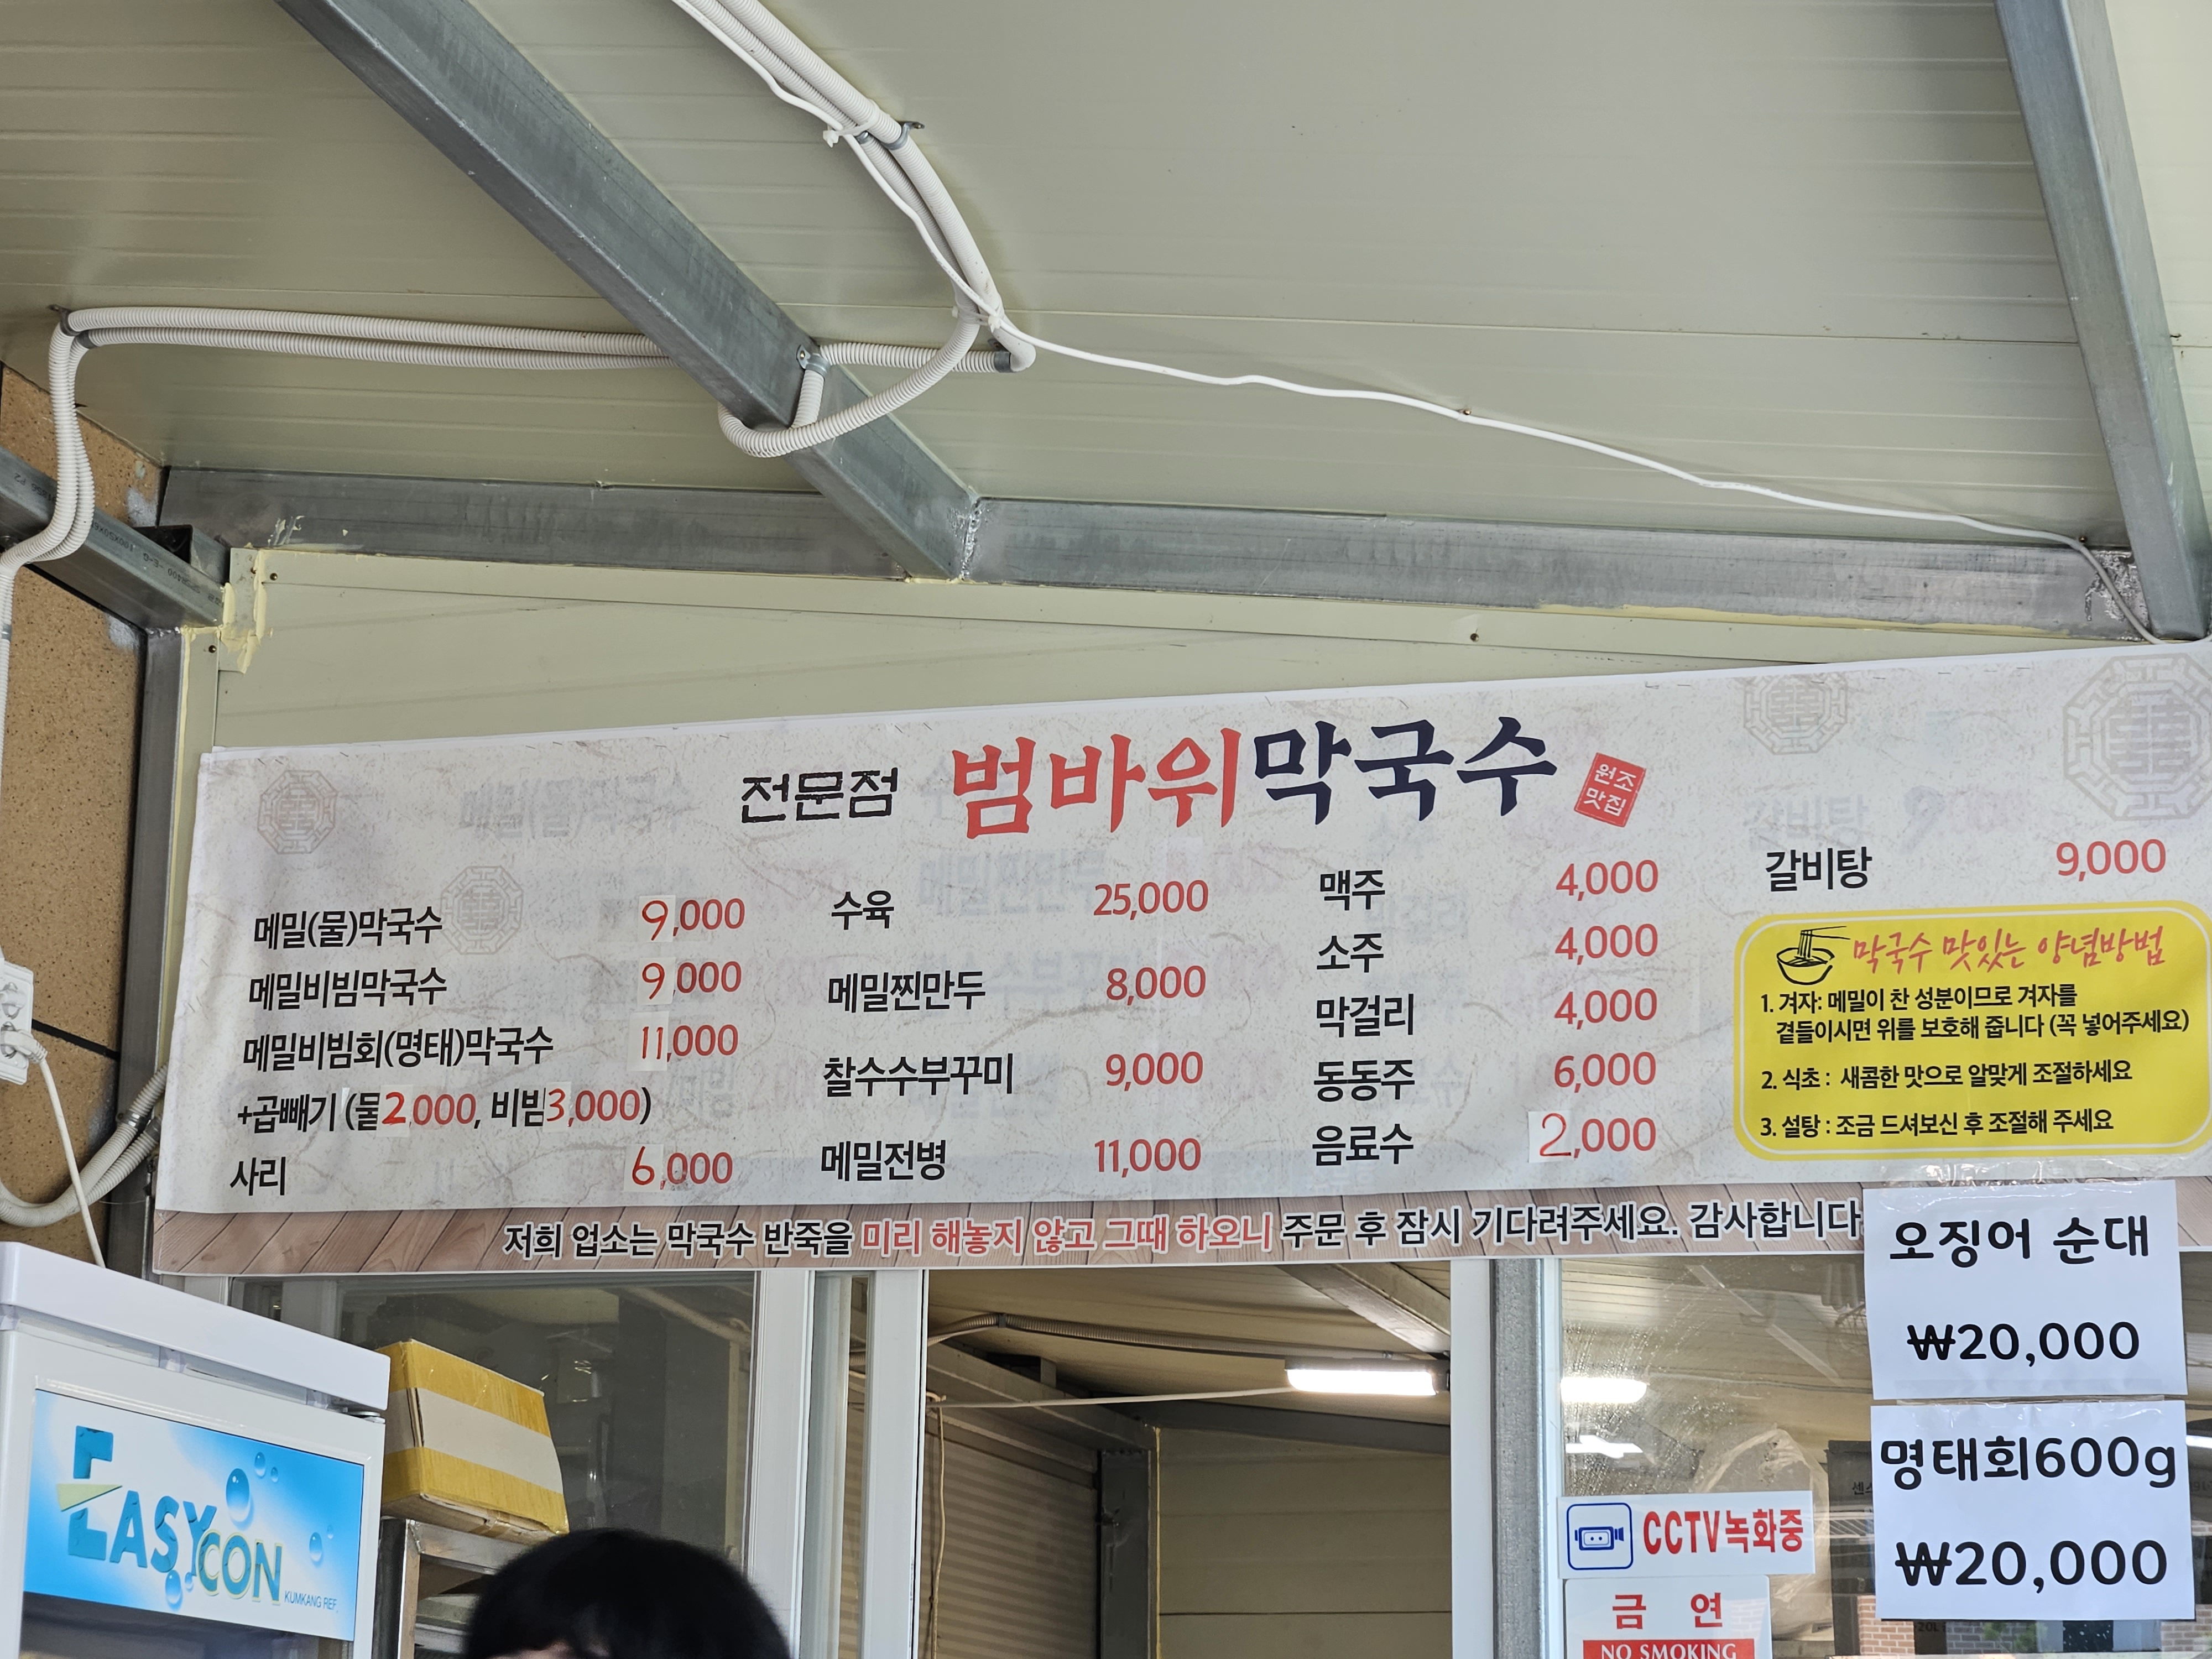 전문점 범바위막국수
원조
맛집
메밀(물)막국수 9,000
메밀비빔막국수 9,000
메밀비빔회(명태)막국수 11,000
+곱빼기 (물2,000, 비빔3,000)
사리 6,000
수육 25,000
메밀찐만두 8,000
찰수수부꾸미 9,000
메밀전병 11,000
맥주 4,000
소주 4,000
막걸리 4,000
동동주 6,000
음료수 2,000
갈비탕 9,000
막국수 맛있는 양념방법
1. 겨자: 메밀이 찬 성분이므로 겨자를
곁들이시면 위를 보호해 줍니다 (꼭 넣어주세요)
2. 식초 : 새콤한 맛으로 알맞게 조절하세요
3. 설탕 : 조금 드셔보신 후 조절해 주세요
저희 업소는 막국수 반죽을 미리 해놓지 않고 그때 하오니 주문 후 잠시 기다려주세요. 감사합니다
오징어 순대
₩20,000
명태회600g
₩20,000
CCTV녹화중
금 연
NO SMOKING
EASYCON
KUMKANG REF.